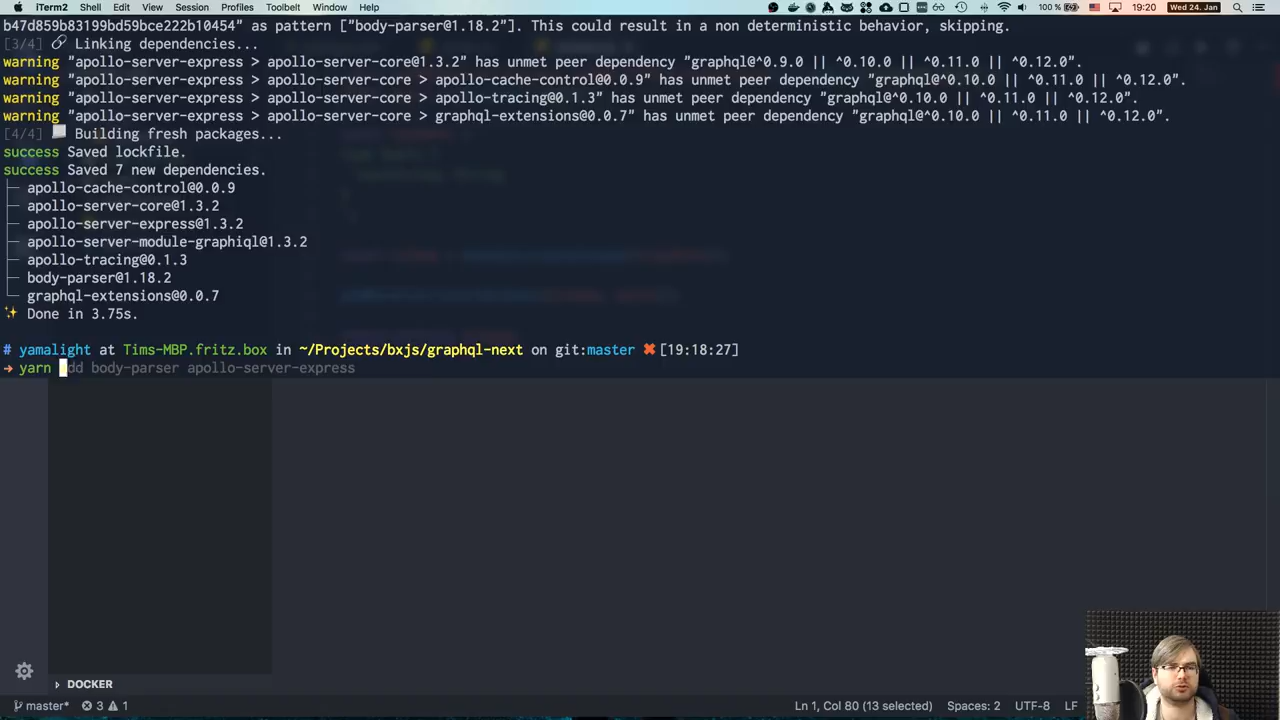 iTerm2 Shell Edit View Session Profiles Toolbelt Window Help 100 % 19:20 Wed 24. Jan
b47d859b83199bd59bce222b10454" as pattern ["body-parser@1.18.2"]. This could result in a non deterministic behavior, skipping.
[3/4] 🔗 Linking dependencies...
warning "apollo-server-express > apollo-server-core@1.3.2" has unmet peer dependency "graphql@^0.9.0 || ^0.10.0 || ^0.11.0 || ^0.12.0".
warning "apollo-server-express > apollo-server-core > apollo-cache-control@0.0.9" has unmet peer dependency "graphql@^0.10.0 || ^0.11.0 || ^0.12.0".
warning "apollo-server-express > apollo-server-core > apollo-tracing@0.1.3" has unmet peer dependency "graphql@^0.10.0 || ^0.11.0 || ^0.12.0".
warning "apollo-server-express > apollo-server-core > graphql-extensions@0.0.7" has unmet peer dependency "graphql@^0.10.0 || ^0.11.0 || ^0.12.0".
[4/4] 📃 Building fresh packages...
success Saved lockfile.
success Saved 7 new dependencies.
├─ apollo-cache-control@0.0.9
├─ apollo-server-core@1.3.2
├─ apollo-server-express@1.3.2
├─ apollo-server-module-graphiql@1.3.2
├─ apollo-tracing@0.1.3
├─ body-parser@1.18.2
└─ graphql-extensions@0.0.7
✨ Done in 3.75s.
# yamalight at Tims-MBP.fritz.box in ~/Projects/bxjs/graphql-next on git:master ✖ [19:18:27]
→ yarn add body-parser apollo-server-express
DOCKER
master* 3 1 Ln 1, Col 80 (13 selected) Spaces: 2 UTF-8 LF